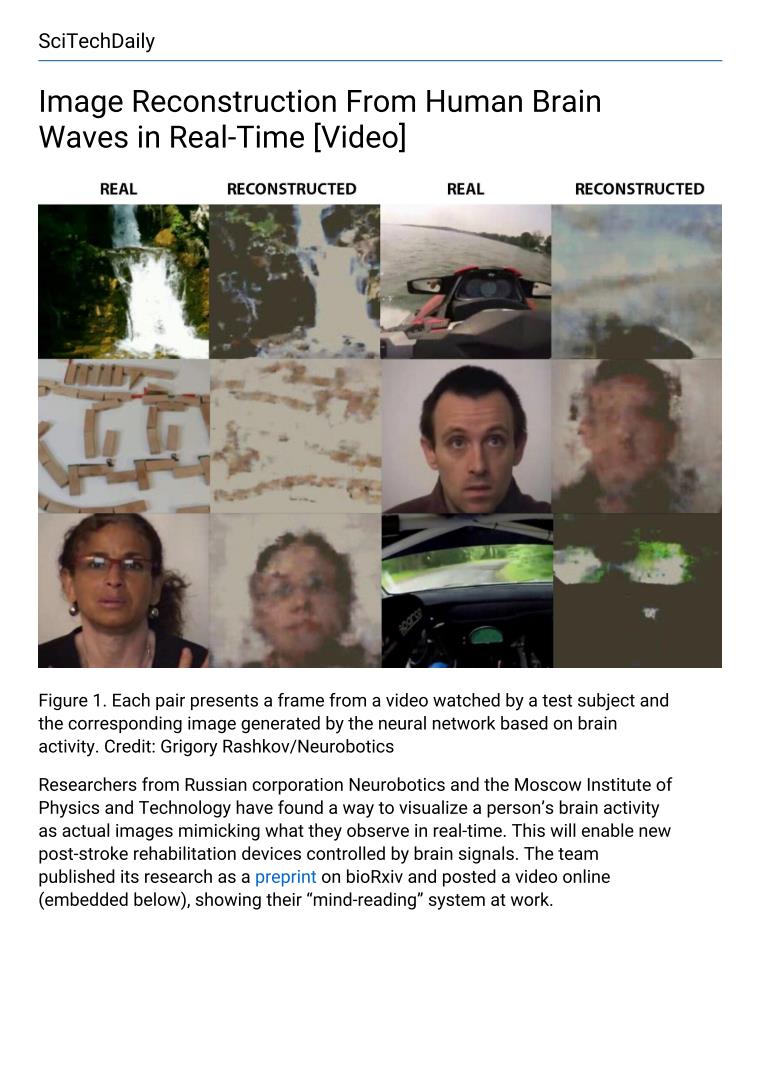 SciTechDaily
Image Reconstruction From Human Brain
Waves in Real-Time [Video]
REAL RECONSTRUCTED REAL RECONSTRUCTED
Figure 1. Each pair presents a frame from a video watched by a test subject and
the corresponding image generated by the neural network based on brain
activity. Credit: Grigory Rashkov/Neurobotics
Researchers from Russian corporation Neurobotics and the Moscow Institute of
Physics and Technology have found a way to visualize a person’s brain activity
as actual images mimicking what they observe in real-time. This will enable new
post-stroke rehabilitation devices controlled by brain signals. The team
published its research as a preprint on bioRxiv and posted a video online
(embedded below), showing their “mind-reading” system at work.